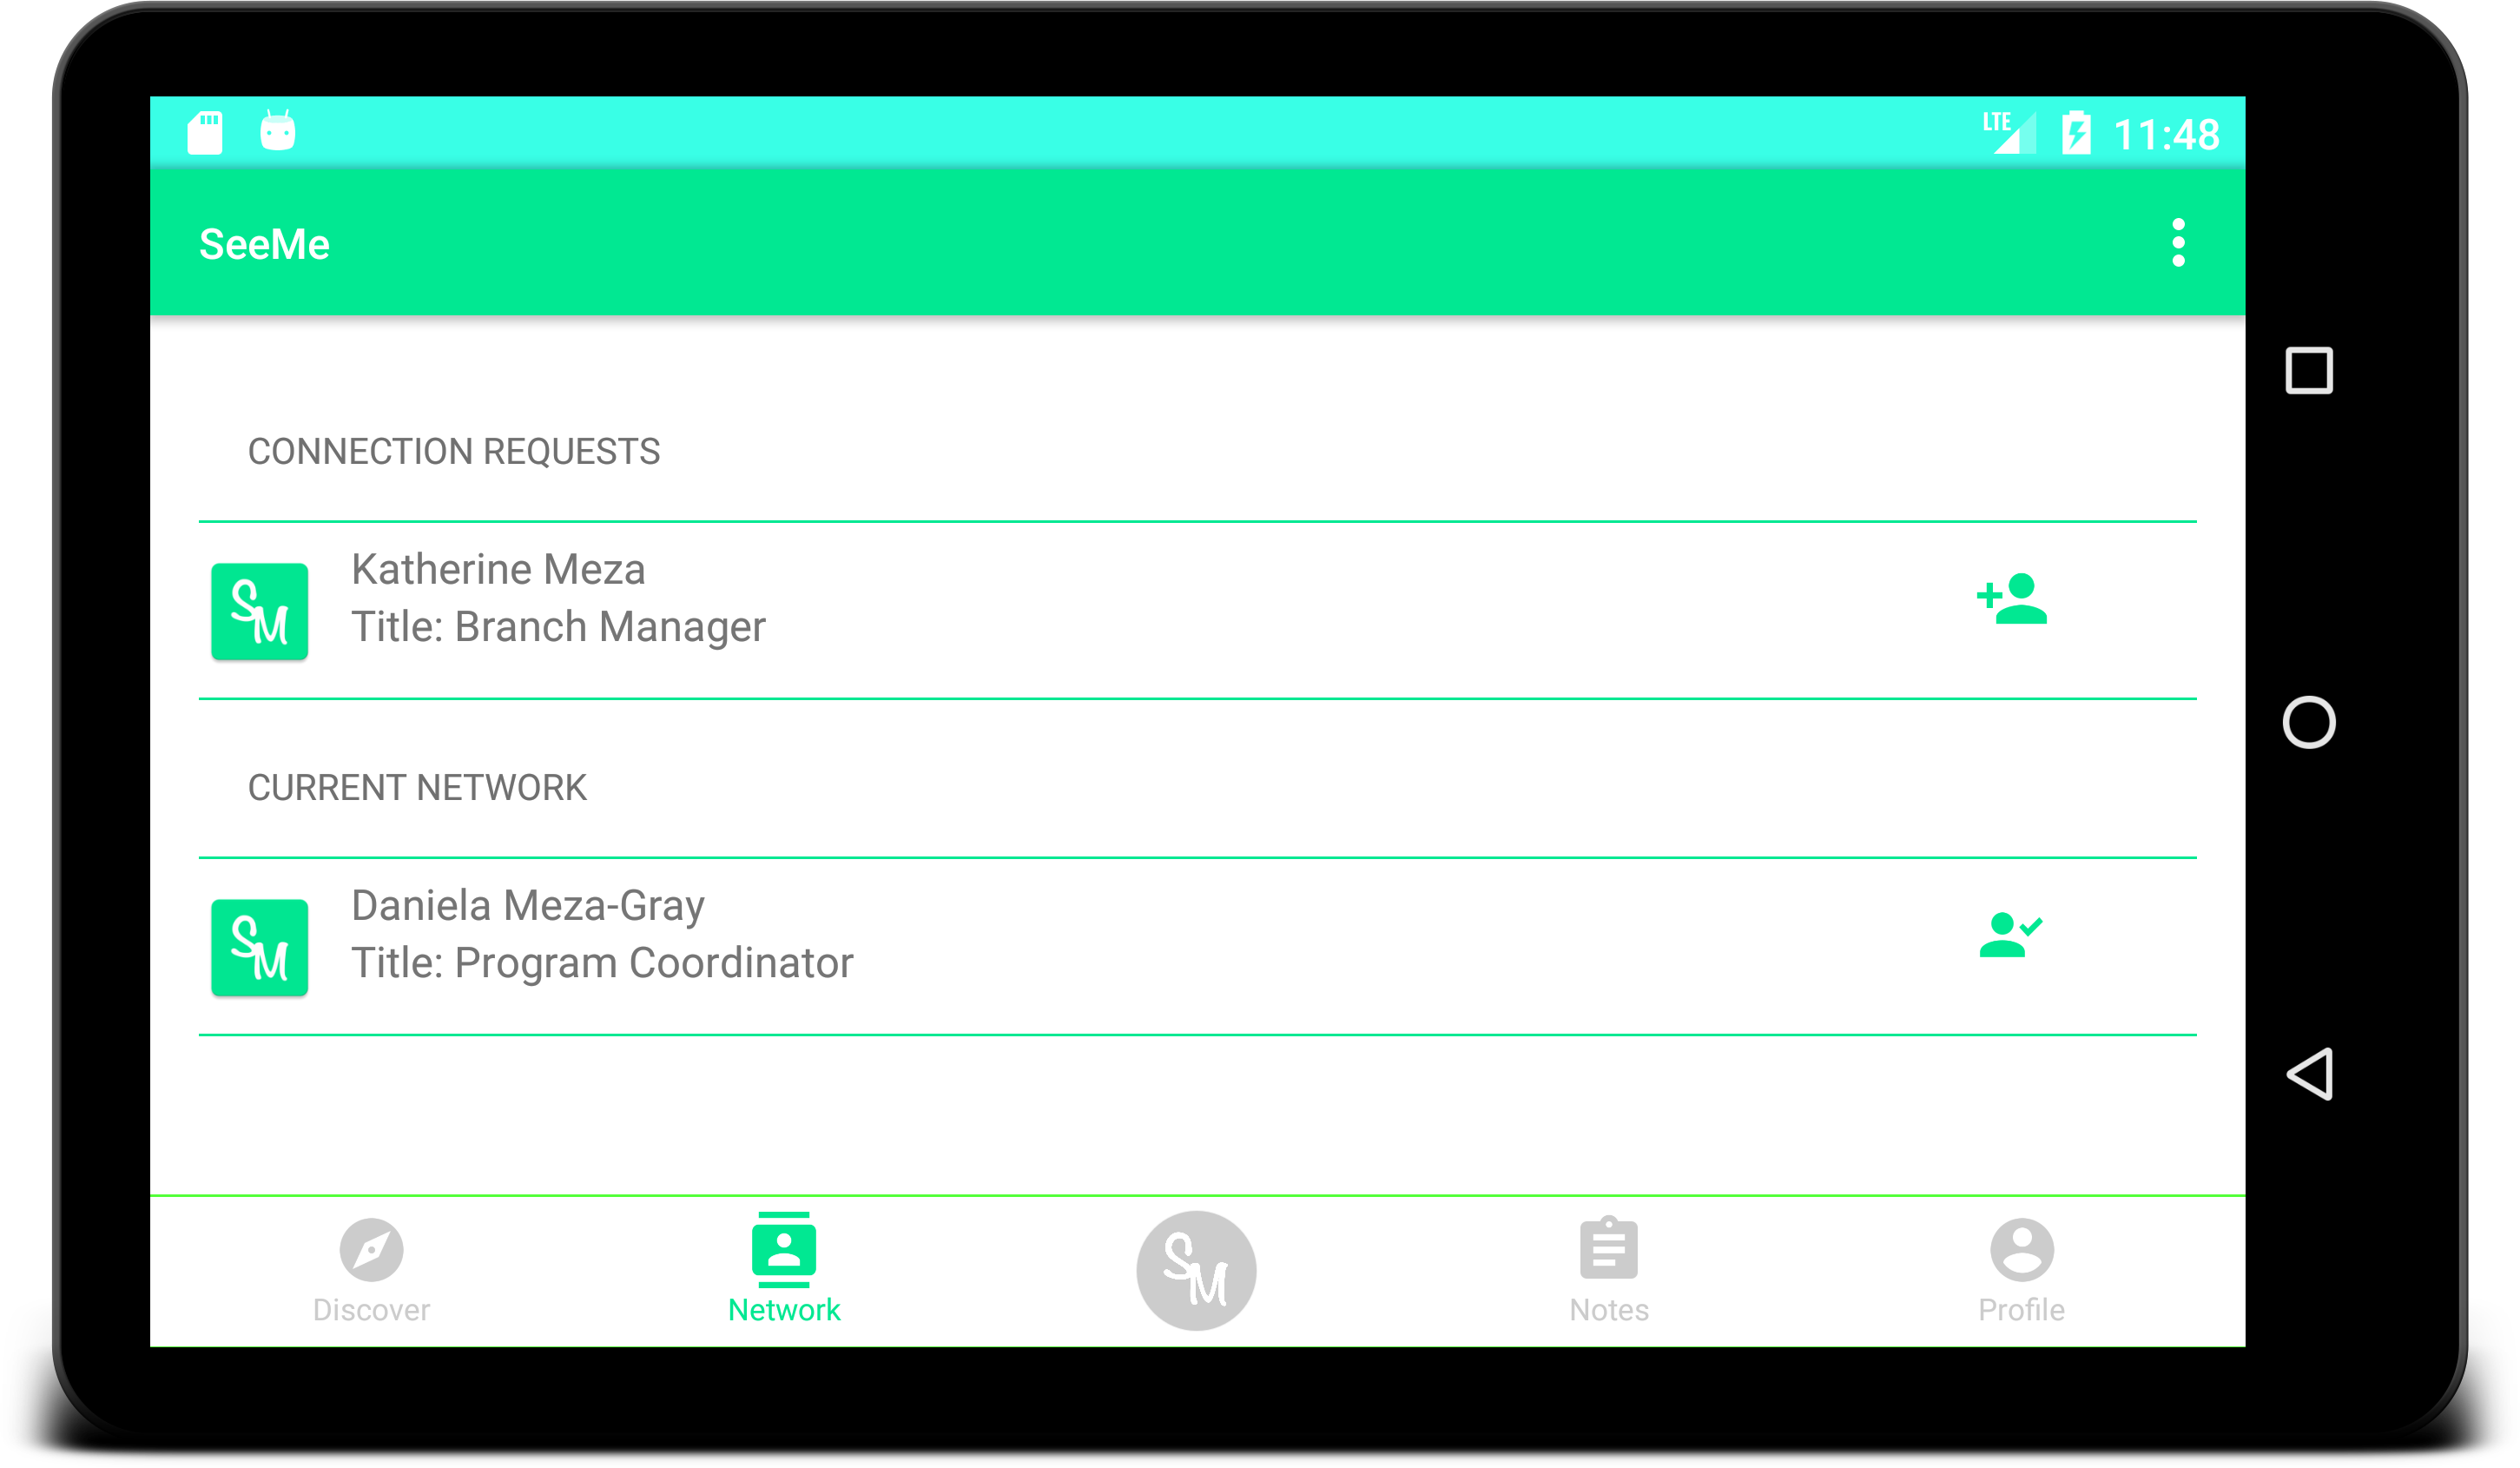 LTE 11:48
SeeMe
CONNECTION REQUESTS
SM
Katherine Meza
Title: Branch Manager
CURRENT NETWORK
SM
Daniela Meza-Gray
Title: Program Coordinator
SM
Discover
Network
Notes
Profile